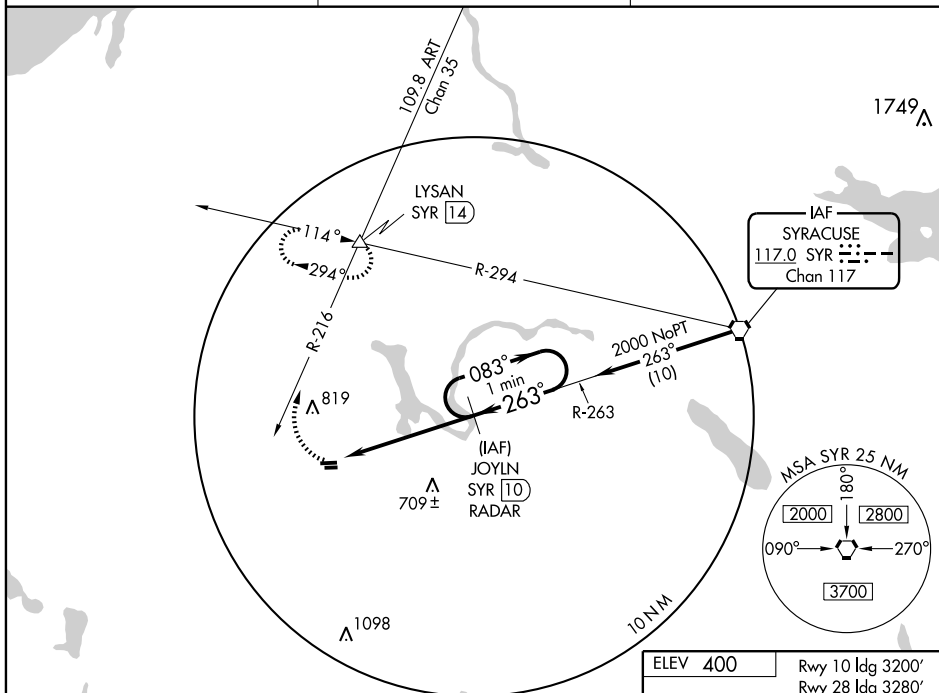 109.8 ART
Chan 35
1749
LYSAN
SYR 14
IAF
SYRACUSE
117.0 SYR
Chan 117
114°
294°
R-294
R-216
2000 NoPT
263°
(10)
083°
1 min
263°
R-263
819
(IAF)
JOYLN
SYR 10
RADAR
709 ±
MSA SYR 25 NM
180°
2000
2800
090°
270°
3700
10 NM
1098
ELEV 400
Rwy 10 ldg 3200'
Rwy 28 ldg 3280'